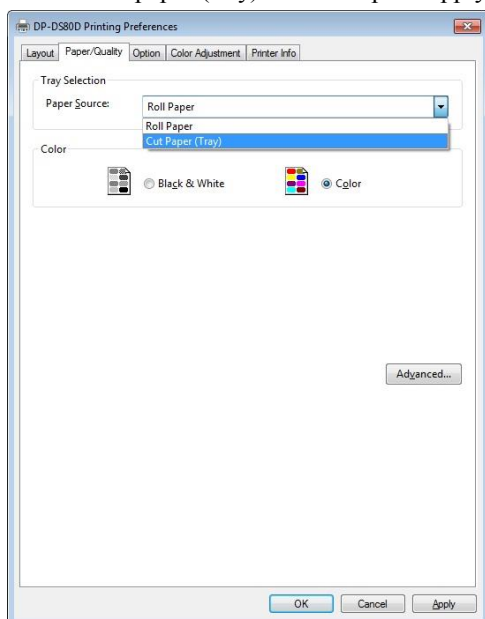 DP-DS80D Printing Preferences
Layout Paper/Quality Option Color Adjustment Printer Info
Tray Selection
Paper Source: Roll Paper
Roll Paper
Cut Paper (Tray)
Color
Black & White Color
Advanced...
OK Cancel Apply